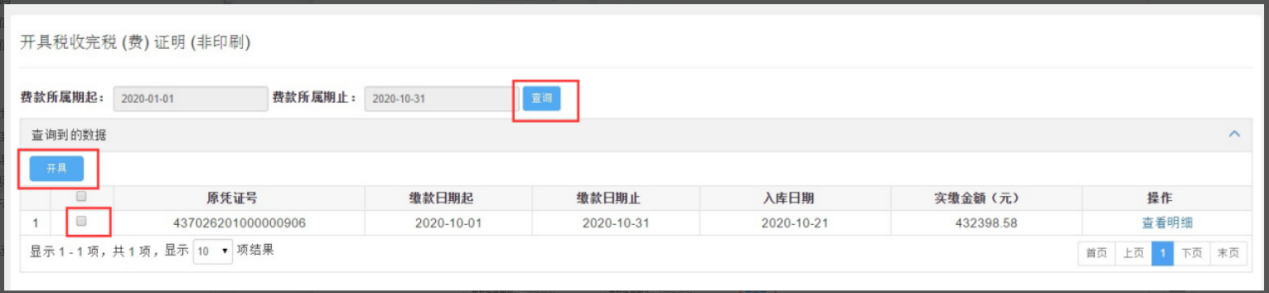 开具税收完税 (费) 证明 (非印刷)
费款所属期起： 2020-01-01 费款所属期止： 2020-10-31 查询
查询到的数据
开具
原凭证号 缴款日期起 缴款日期止 入库日期 实缴金额（元） 操作
1 437026201000000906 2020-10-01 2020-10-31 2020-10-21 432398.58 查看明细
显示 1 - 1 项，共 1 项，显示 10 项结果 首页 上页 1 下页 末页